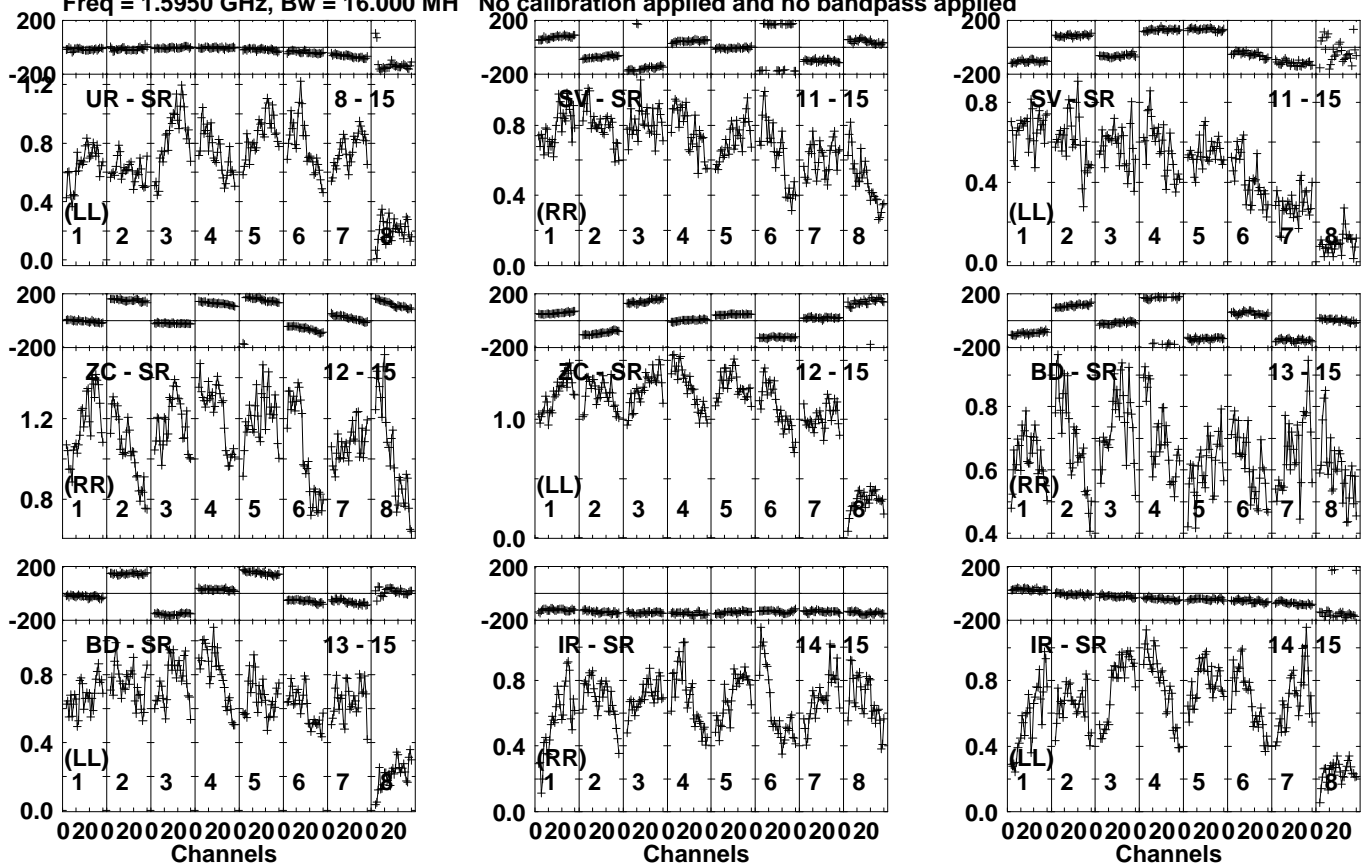 Freq = 1.5950 GHz, Bw = 16.000 MH No calibration applied and no bandpass applied
200
-200
1.2
0.8
0.4
0.0
UR - SR 8 - 15
(LL)
1 2 3 4 5 6 7 8
200
-200
0.8
0.4
0.0
SV - SR 11 - 15
(RR)
1 2 3 4 5 6 7 8
200
-200
0.8
0.4
0.0
SV - SR 11 - 15
(LL)
1 2 3 4 5 6 7 8
200
-200
1.2
0.8
ZC - SR 12 - 15
(RR)
1 2 3 4 5 6 7 8
200
-200
1.0
0.0
ZC - SR 12 - 15
(LL)
1 2 3 4 5 6 7 8
200
-200
0.8
0.6
0.4
BD - SR 13 - 15
(RR)
1 2 3 4 5 6 7 8
200
-200
0.8
0.4
0.0
BD - SR 13 - 15
(LL)
1 2 3 4 5 6 7 8
0 20 0 20 0 20 0 20 0 20 0 20 0 20 0 20
Channels
200
-200
0.8
0.4
0.0
IR - SR 14 - 15
(RR)
1 2 3 4 5 6 7 8
0 20 0 20 0 20 0 20 0 20 0 20 0 20 0 20
Channels
200
-200
0.8
0.4
0.0
IR - SR 14 - 15
(LL)
1 2 3 4 5 6 7 8
0 20 0 20 0 20 0 20 0 20 0 20 0 20 0 20
Channels